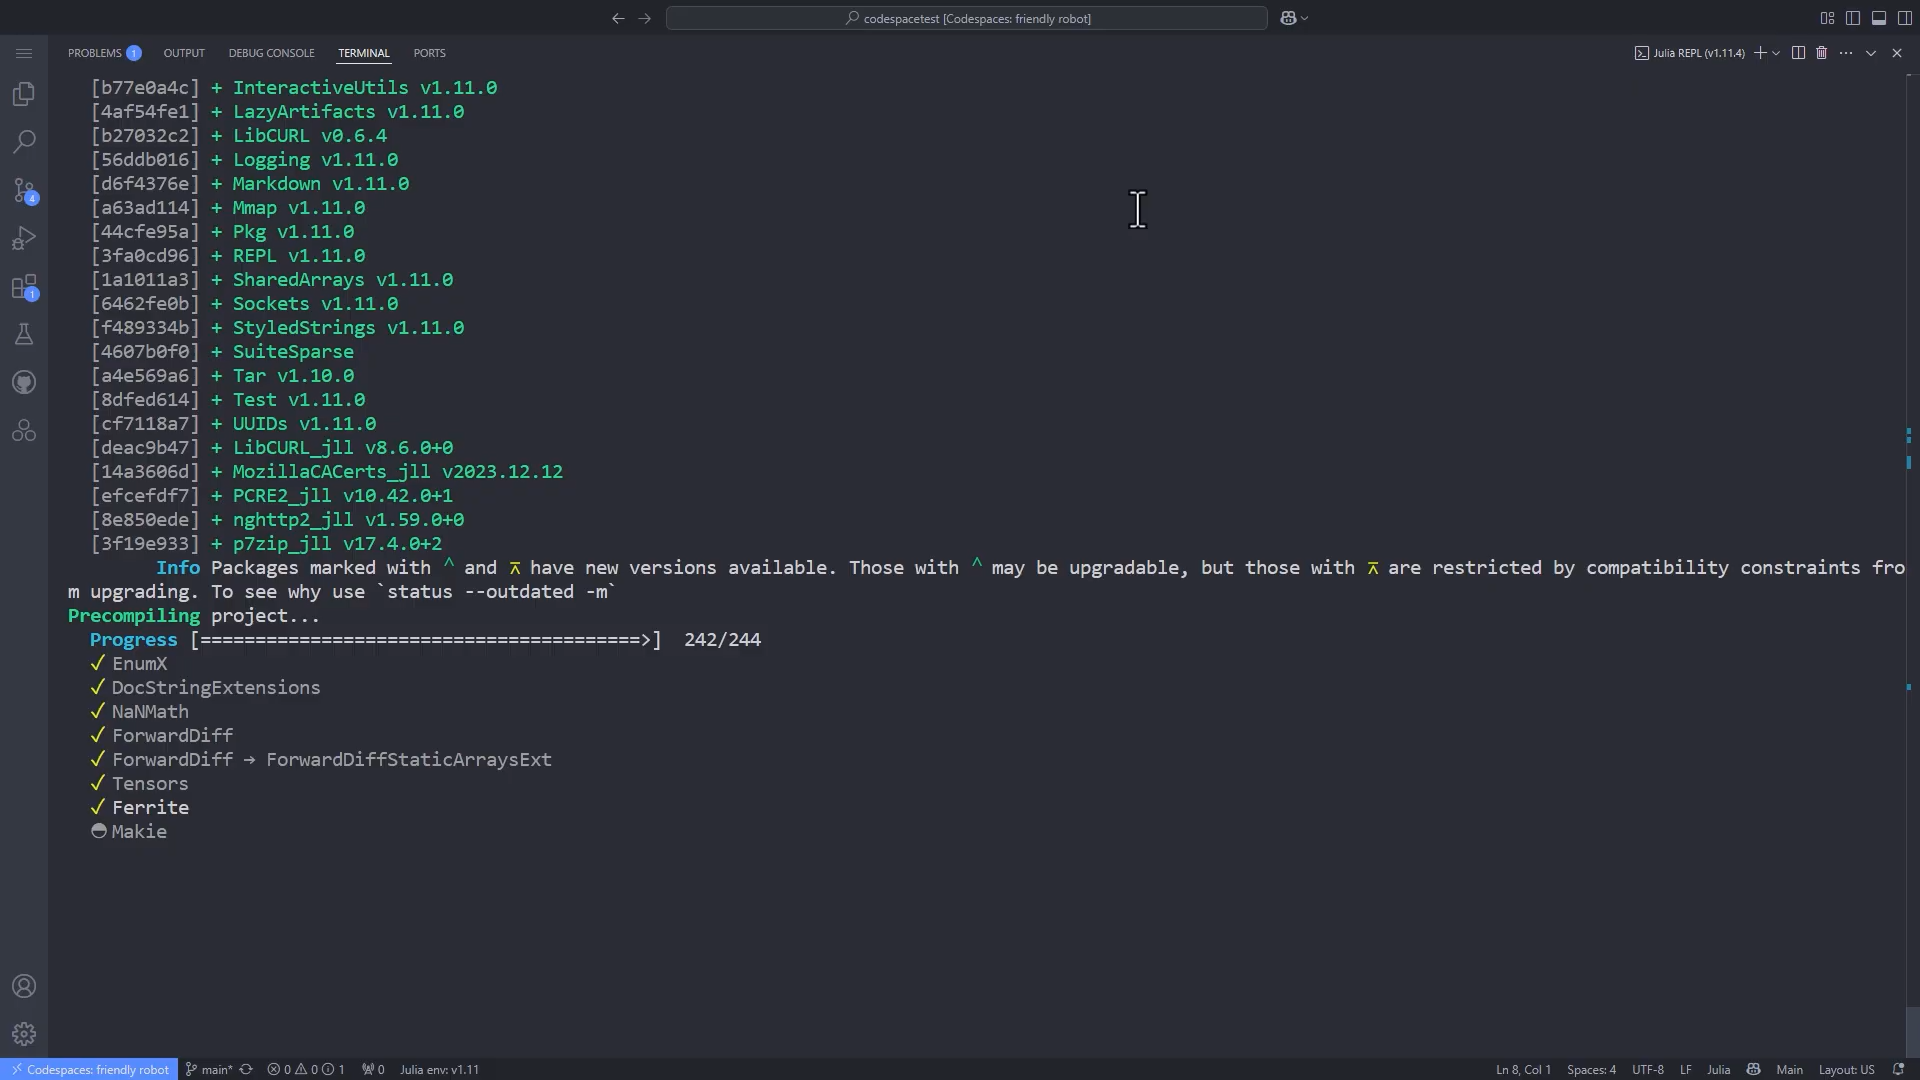 codespacetest [Codespaces: friendly robot]
PROBLEMS 1 OUTPUT DEBUG CONSOLE TERMINAL PORTS
Julia REPL (v1.11.4)
[b77e0a4c] + InteractiveUtils v1.11.0
[4af54fe1] + LazyArtifacts v1.11.0
[b27032c2] + LibCURL v0.6.4
[56ddb016] + Logging v1.11.0
[d6f4376e] + Markdown v1.11.0
[a63ad114] + Mmap v1.11.0
[44cfe95a] + Pkg v1.11.0
[3fa0cd96] + REPL v1.11.0
[1a1011a3] + SharedArrays v1.11.0
[6462fe0b] + Sockets v1.11.0
[f489334b] + StyledStrings v1.11.0
[4607b0f0] + SuiteSparse
[a4e569a6] + Tar v1.10.0
[8dfed614] + Test v1.11.0
[cf7118a7] + UUIDs v1.11.0
[deac9b47] + LibCURL_jll v8.6.0+0
[14a3606d] + MozillaCACerts_jll v2023.12.12
[efcefdf7] + PCRE2_jll v10.42.0+1
[8e850ede] + nghttp2_jll v1.59.0+0
[3f19e933] + p7zip_jll v17.4.0+2
Info Packages marked with ^ and ⌅ have new versions available. Those with ^ may be upgradable, but those with ⌅ are restricted by compatibility constraints fro
m upgrading. To see why use `status --outdated -m`
Precompiling project...
Progress [========================================>] 242/244
✓ EnumX
✓ DocStringExtensions
✓ NaNMath
✓ ForwardDiff
✓ ForwardDiff → ForwardDiffStaticArraysExt
✓ Tensors
✓ Ferrite
◓ Makie
4
1
Codespaces: friendly robot main* 0 0 1 0 Julia env: v1.11
Ln 8, Col 1 Spaces: 4 UTF-8 LF Julia Main Layout: US